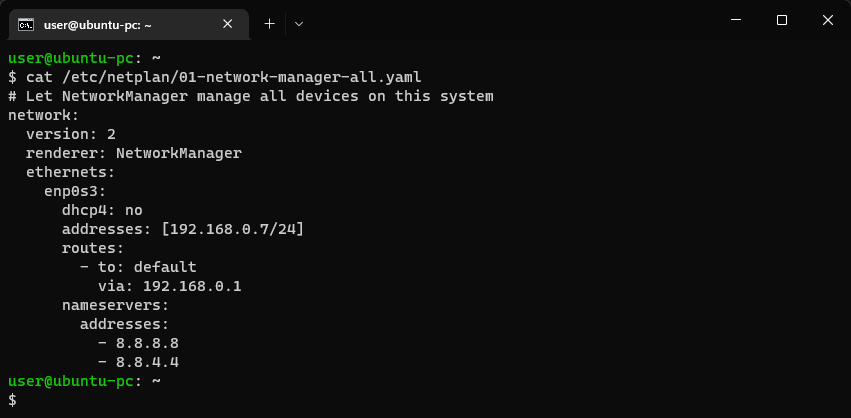 user@ubuntu-pc: ~
user@ubuntu-pc: ~
$ cat /etc/netplan/01-network-manager-all.yaml
# Let NetworkManager manage all devices on this system
network:
  version: 2
  renderer: NetworkManager
  ethernets:
    enp0s3:
      dhcp4: no
      addresses: [192.168.0.7/24]
      routes:
        - to: default
          via: 192.168.0.1
      nameservers:
        addresses:
          - 8.8.8.8
          - 8.8.4.4
user@ubuntu-pc: ~
$